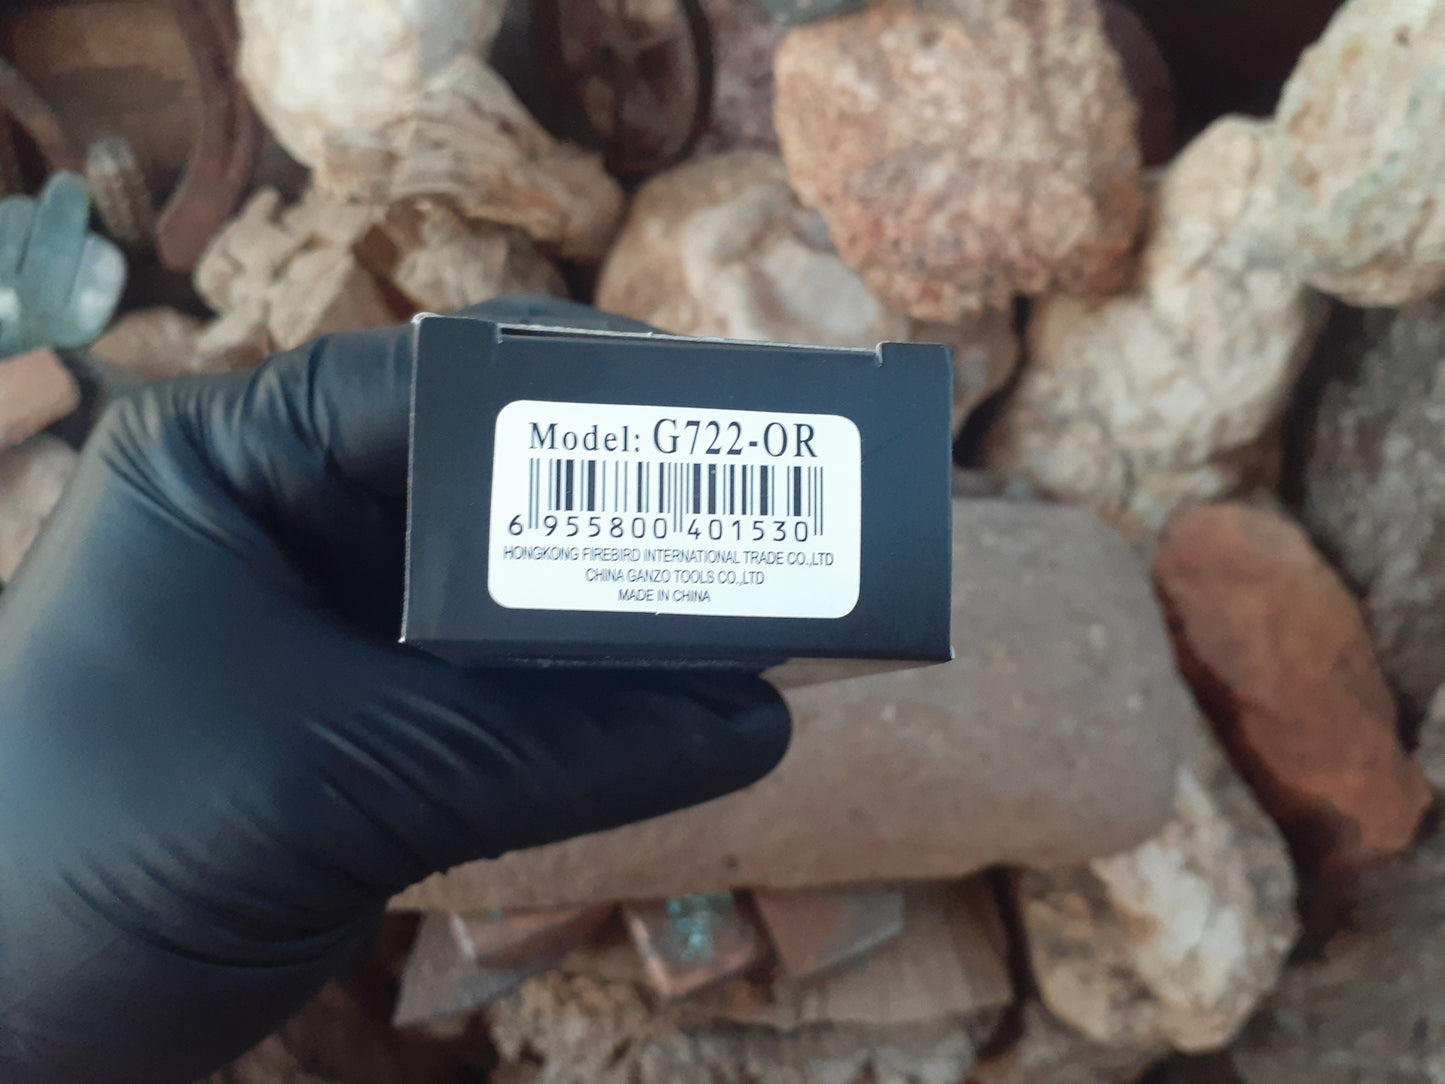 Model: G722-OR
6 955800 401530
HONGKONG FIREBIRD INTERNATIONAL TRADE CO.,LTD
CHINA GANZO TOOLS CO.,LTD
MADE IN CHINA